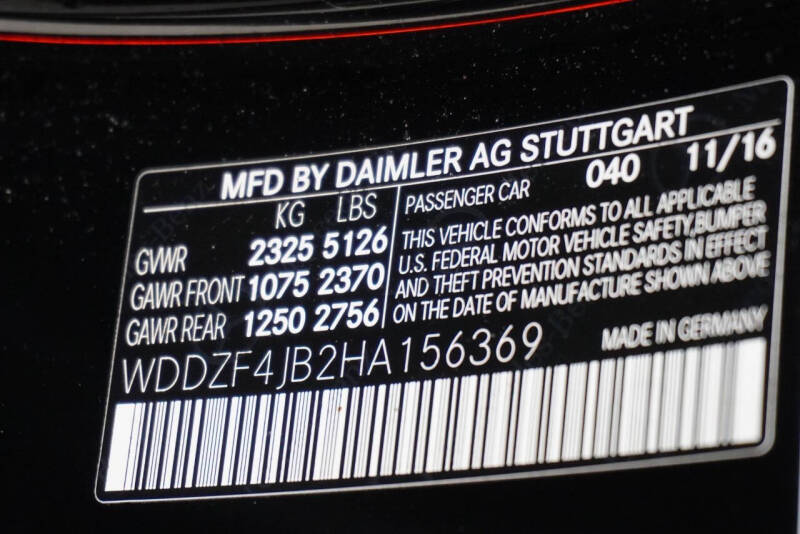 MFD BY DAIMLER AG STUTTGART
040 11/16
KG LBS
GVWR 2325 5126
GAWR FRONT 1075 2370
GAWR REAR 1250 2756
PASSENGER CAR
THIS VEHICLE CONFORMS TO ALL APPLICABLE
U.S. FEDERAL MOTOR VEHICLE SAFETY,BUMPER
AND THEFT PREVENTION STANDARDS IN EFFECT
ON THE DATE OF MANUFACTURE SHOWN ABOVE
WDDZF4JB2HA156369
MADE IN GERMANY